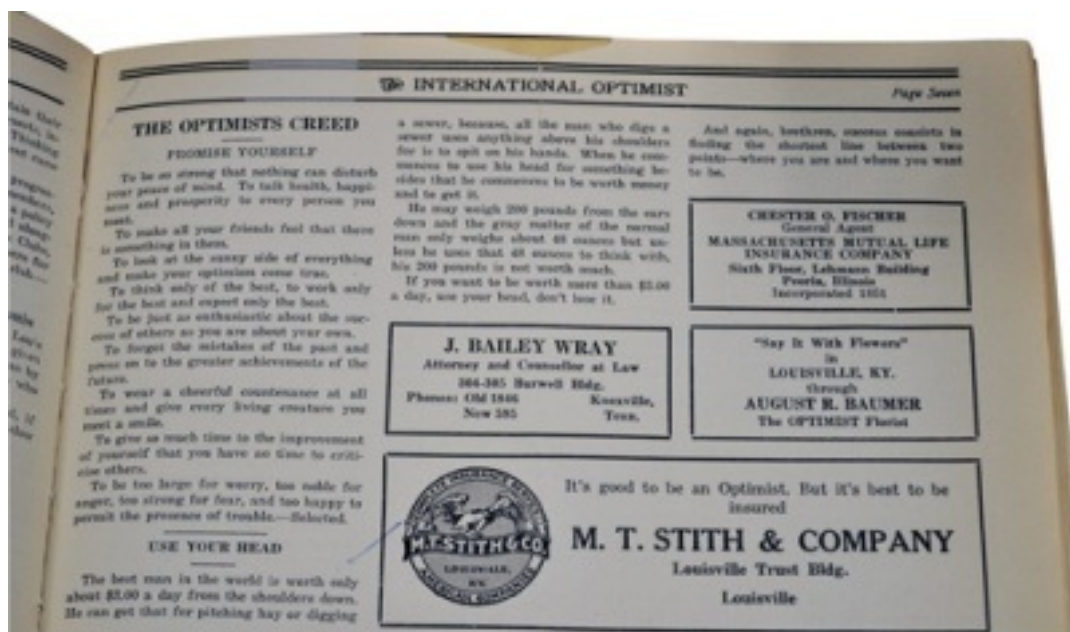 The INTERNATIONAL OPTIMIST
Page Seven
THE OPTIMISTS CREED
PROMISE YOURSELF
To be so strong that nothing can disturb
your peace of mind. To talk health, happi-
ness and prosperity to every person you
meet.
To make all your friends feel that there
is something in them.
To look at the sunny side of everything
and make your optimism come true.
To think only of the best, to work only
for the best and expect only the best.
To be just as enthusiastic about the suc-
cess of others as you are about your own.
To forget the mistakes of the past and
press on to the greater achievements of the
future.
To wear a cheerful countenance at all
times and give every living creature you
meet a smile.
To give so much time to the improvement
of yourself that you have no time to criti-
cise others.
To be too large for worry, too noble for
anger, too strong for fear, and too happy to
permit the presence of trouble.—Selected.
USE YOUR HEAD
The best man in the world is worth only
about $3.00 a day from the shoulders down.
He can get that for pitching hay or digging
a sewer, because, all the man who digs a
sewer uses anything above his shoulders
for is to spit on his hands. When he com-
mences to use his head for something be-
sides that he commences to be worth money
and to get it.
He may weigh 200 pounds from the ears
down and the gray matter of the normal
man only weighs about 48 ounces but un-
less he uses that 48 ounces to think with,
his 200 pounds is not worth much.
If you want to be worth more than $3.00
a day, use your head, don't lose it.
And again, brethren, success consists in
finding the shortest line between two
points—where you are and where you want
to be.
CHESTER O. FISCHER
General Agent
MASSACHUSETTS MUTUAL LIFE
INSURANCE COMPANY
Sixth Floor, Lehmann Building
Peoria, Illinois
Incorporated 1851
J. BAILEY WRAY
Attorney and Counsellor at Law
304-305 Burwell Bldg.
Phones: Old 1846 Knoxville,
New 595 Tenn.
"Say It With Flowers"
in
LOUISVILLE, KY.
through
AUGUST R. BAUMER
The OPTIMIST Florist
INSURANCE SERVICE
M.T. STITH & CO.
LOUISVILLE,
KY.
AMERICAN COMPANIES
It's good to be an Optimist. But it's best to be
insured
M. T. STITH & COMPANY
Louisville Trust Bldg.
Louisville